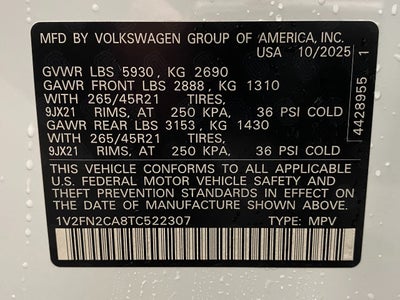 MFD BY VOLKSWAGEN GROUP OF AMERICA, INC.
USA 10/2025
GVWR LBS 5930, KG 2690
GAWR FRONT LBS 2888, KG 1310
WITH 265/45R21 TIRES,
9JX21 RIMS, AT 250 KPA, 36 PSI COLD
GAWR REAR LBS 3153, KG 1430
WITH 265/45R21 TIRES,
9JX21 RIMS, AT 250 KPA, 36 PSI COLD
THIS VEHICLE CONFORMS TO ALL APPLICABLE
U.S. FEDERAL MOTOR VEHICLE SAFETY AND
THEFT PREVENTION STANDARDS IN EFFECT ON THE
DATE OF MANUFACTURE SHOWN ABOVE.
1V2FN2CA8TC522307 TYPE: MPV
4428955 1